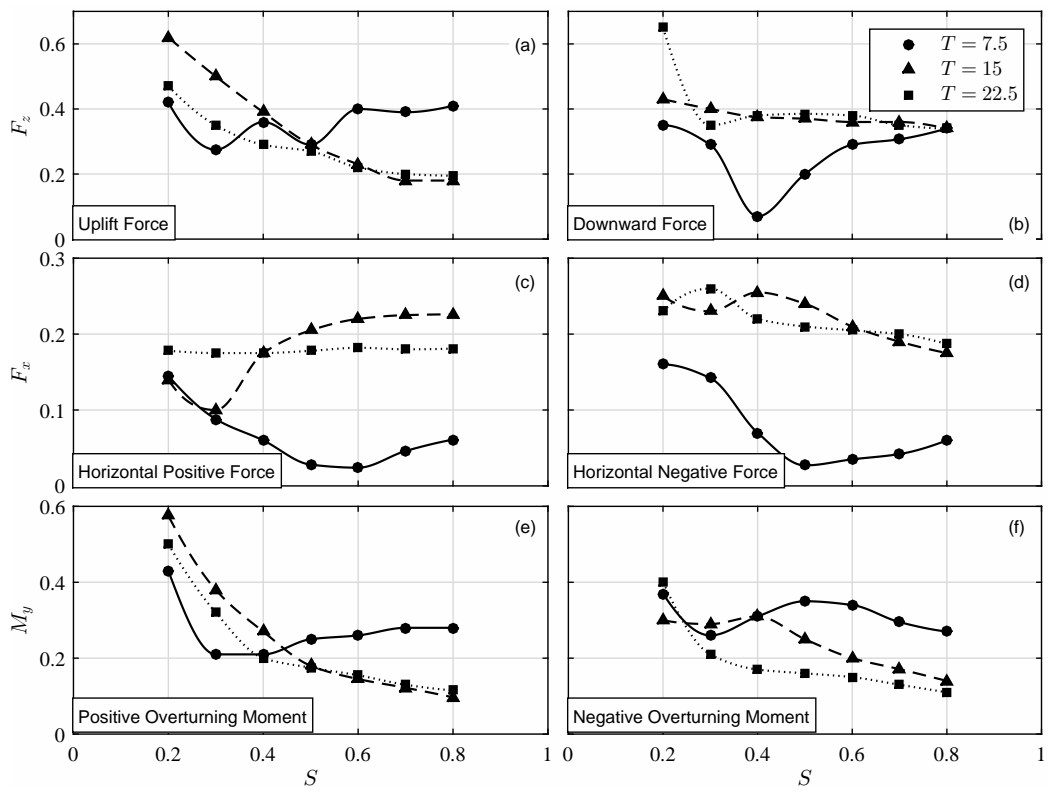 F_z
0.6
0.4
0.2
0
(a)
Uplift Force
(b)
Downward Force
T = 7.5
T = 15
T = 22.5
F_x
0.3
0.2
0.1
0
(c)
Horizontal Positive Force
(d)
Horizontal Negative Force
M_y
0.6
0.4
0.2
0
(e)
Positive Overturning Moment
(f)
Negative Overturning Moment
0 0.2 0.4 0.6 0.8 1
S
0 0.2 0.4 0.6 0.8 1
S